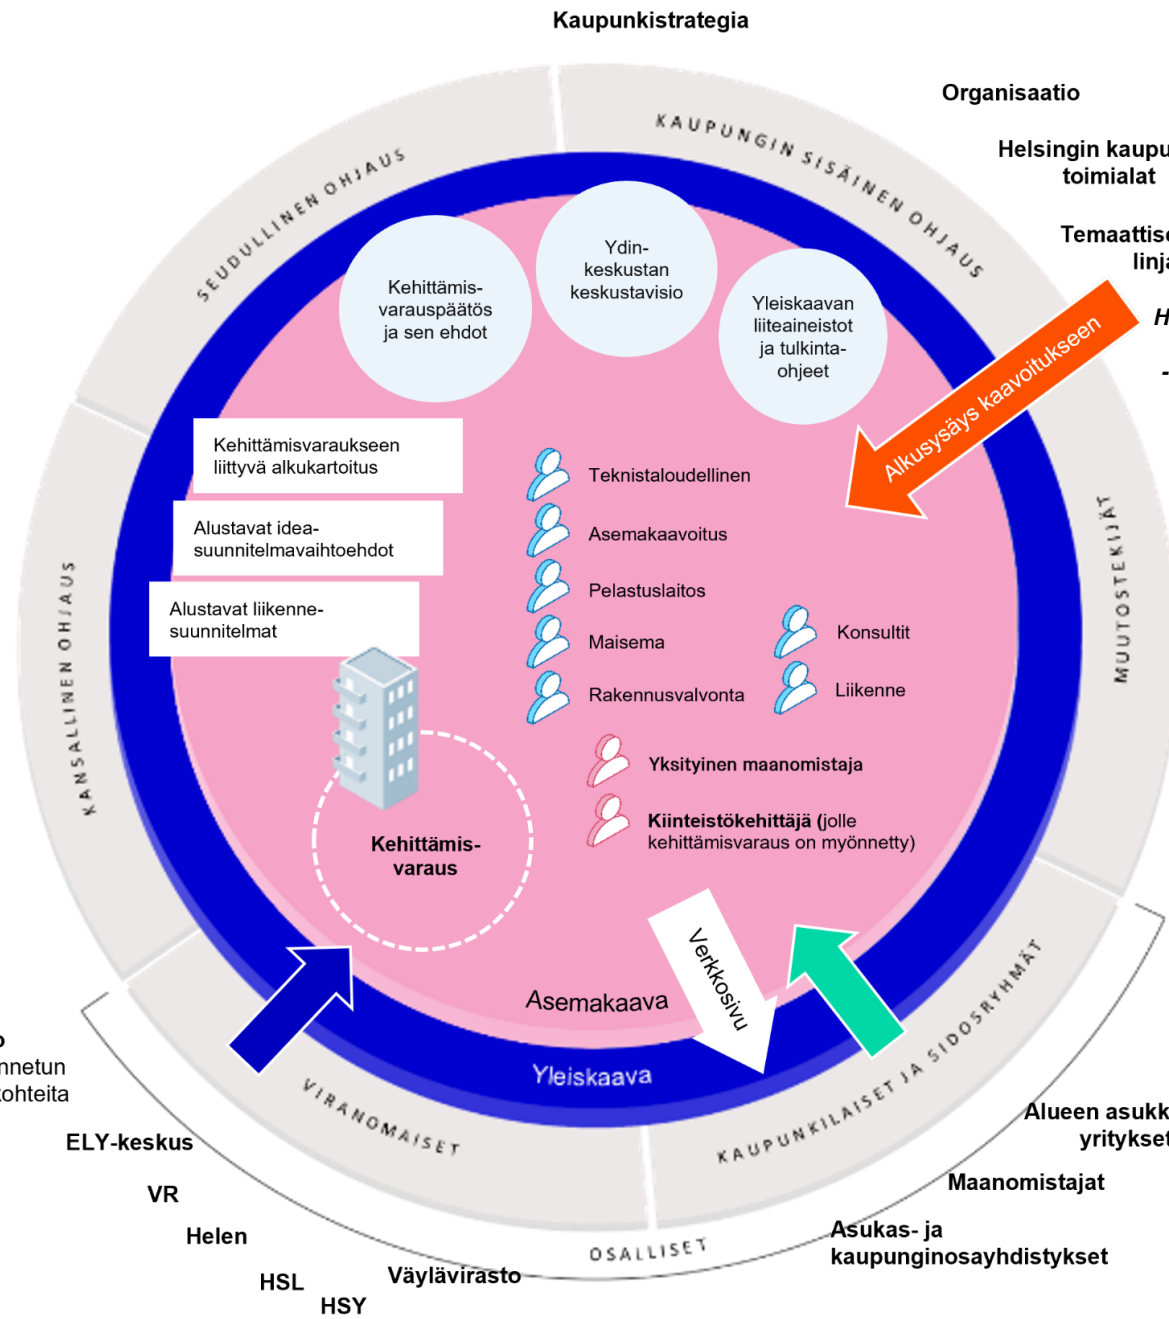 Kaupunkistrategia
Organisaatio
KAUPUNGIN SISÄINEN OHJAUS
SEUDULLINEN OHJAUS
Helsingin kaupu
toimialat
Temaattise
linja
H
-
Ydin-
keskustan
keskustavisio
Kehittämis-
varauspäätös
ja sen ehdot
Yleiskaavan
liiteaineistot
ja tulkinta-
ohjeet
Alkusysäys kaavoitukseen
Kehittämisvaraukseen
liittyvä alkukartoitus
Alustavat idea-
suunnitelmavaihtoehdot
Alustavat liikenne-
suunnitelmat
Teknistaloudellinen
Asemakaavoitus
Pelastuslaitos
Maisema
Rakennusvalvonta
Konsultit
Liikenne
Yksityinen maanomistaja
Kiinteistökehittäjä (jolle
kehittämisvaraus on myönnetty)
KANSALLINEN OHJAUS
MUUTOSTEKIJÄT
Kehittämis-
varaus
Verkkosivu
Asemakaava
Yleiskaava
VIRANOMAISET
KAUPUNKILAISET JA SIDOSRYHMÄT
OSALLISET
o
nnetun
kohteita
ELY-keskus
VR
Helen
HSL
HSY
Väylävirasto
Alueen asukk
yritykset
Maanomistajat
Asukas- ja
kaupunginosayhdistykset